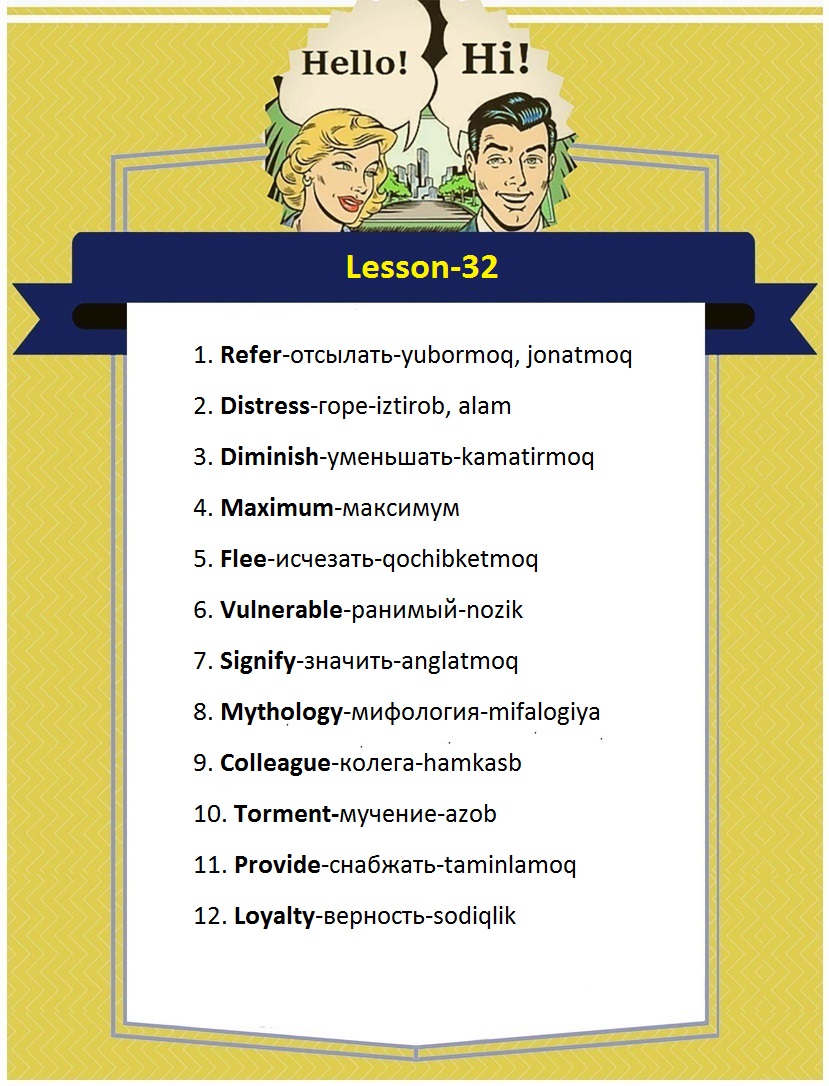 Hello! Hi!
Lesson-32
1. Refer-отсылать-yubormoq, jonatmoq
2. Distress-горе-iztirob, alam
3. Diminish-уменьшать-kamatirmoq
4. Maximum-максимум
5. Flee-исчезать-qochibketmoq
6. Vulnerable-ранимый-nozik
7. Signify-значить-anglatmoq
8. Mythology-мифология-mifalogiya
9. Colleague-колега-hamkasb
10. Torment-мучение-azob
11. Provide-снабжать-taminlamoq
12. Loyalty-верность-sodiqlik